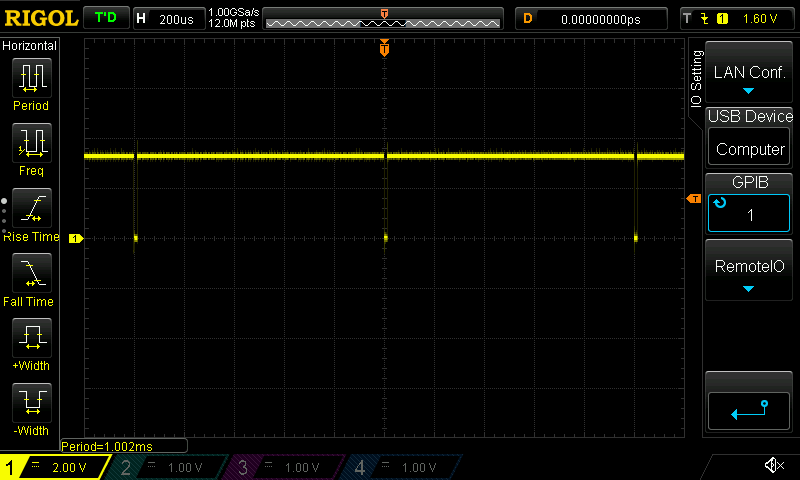 RIGOL
T'D
H 200us
1.00GSa/s
12.0M pts
T
D 0.00000000ps
T 1 1.60 V
Horizontal
Period
Freq
Rise Time
Fall Time
+Width
-Width
T
T
1
IO Setting
LAN Conf.
USB Device
Computer
GPIB
1
RemoteIO
Period=1.002ms
1 2.00 V
2 1.00 V
3 1.00 V
4 1.00 V